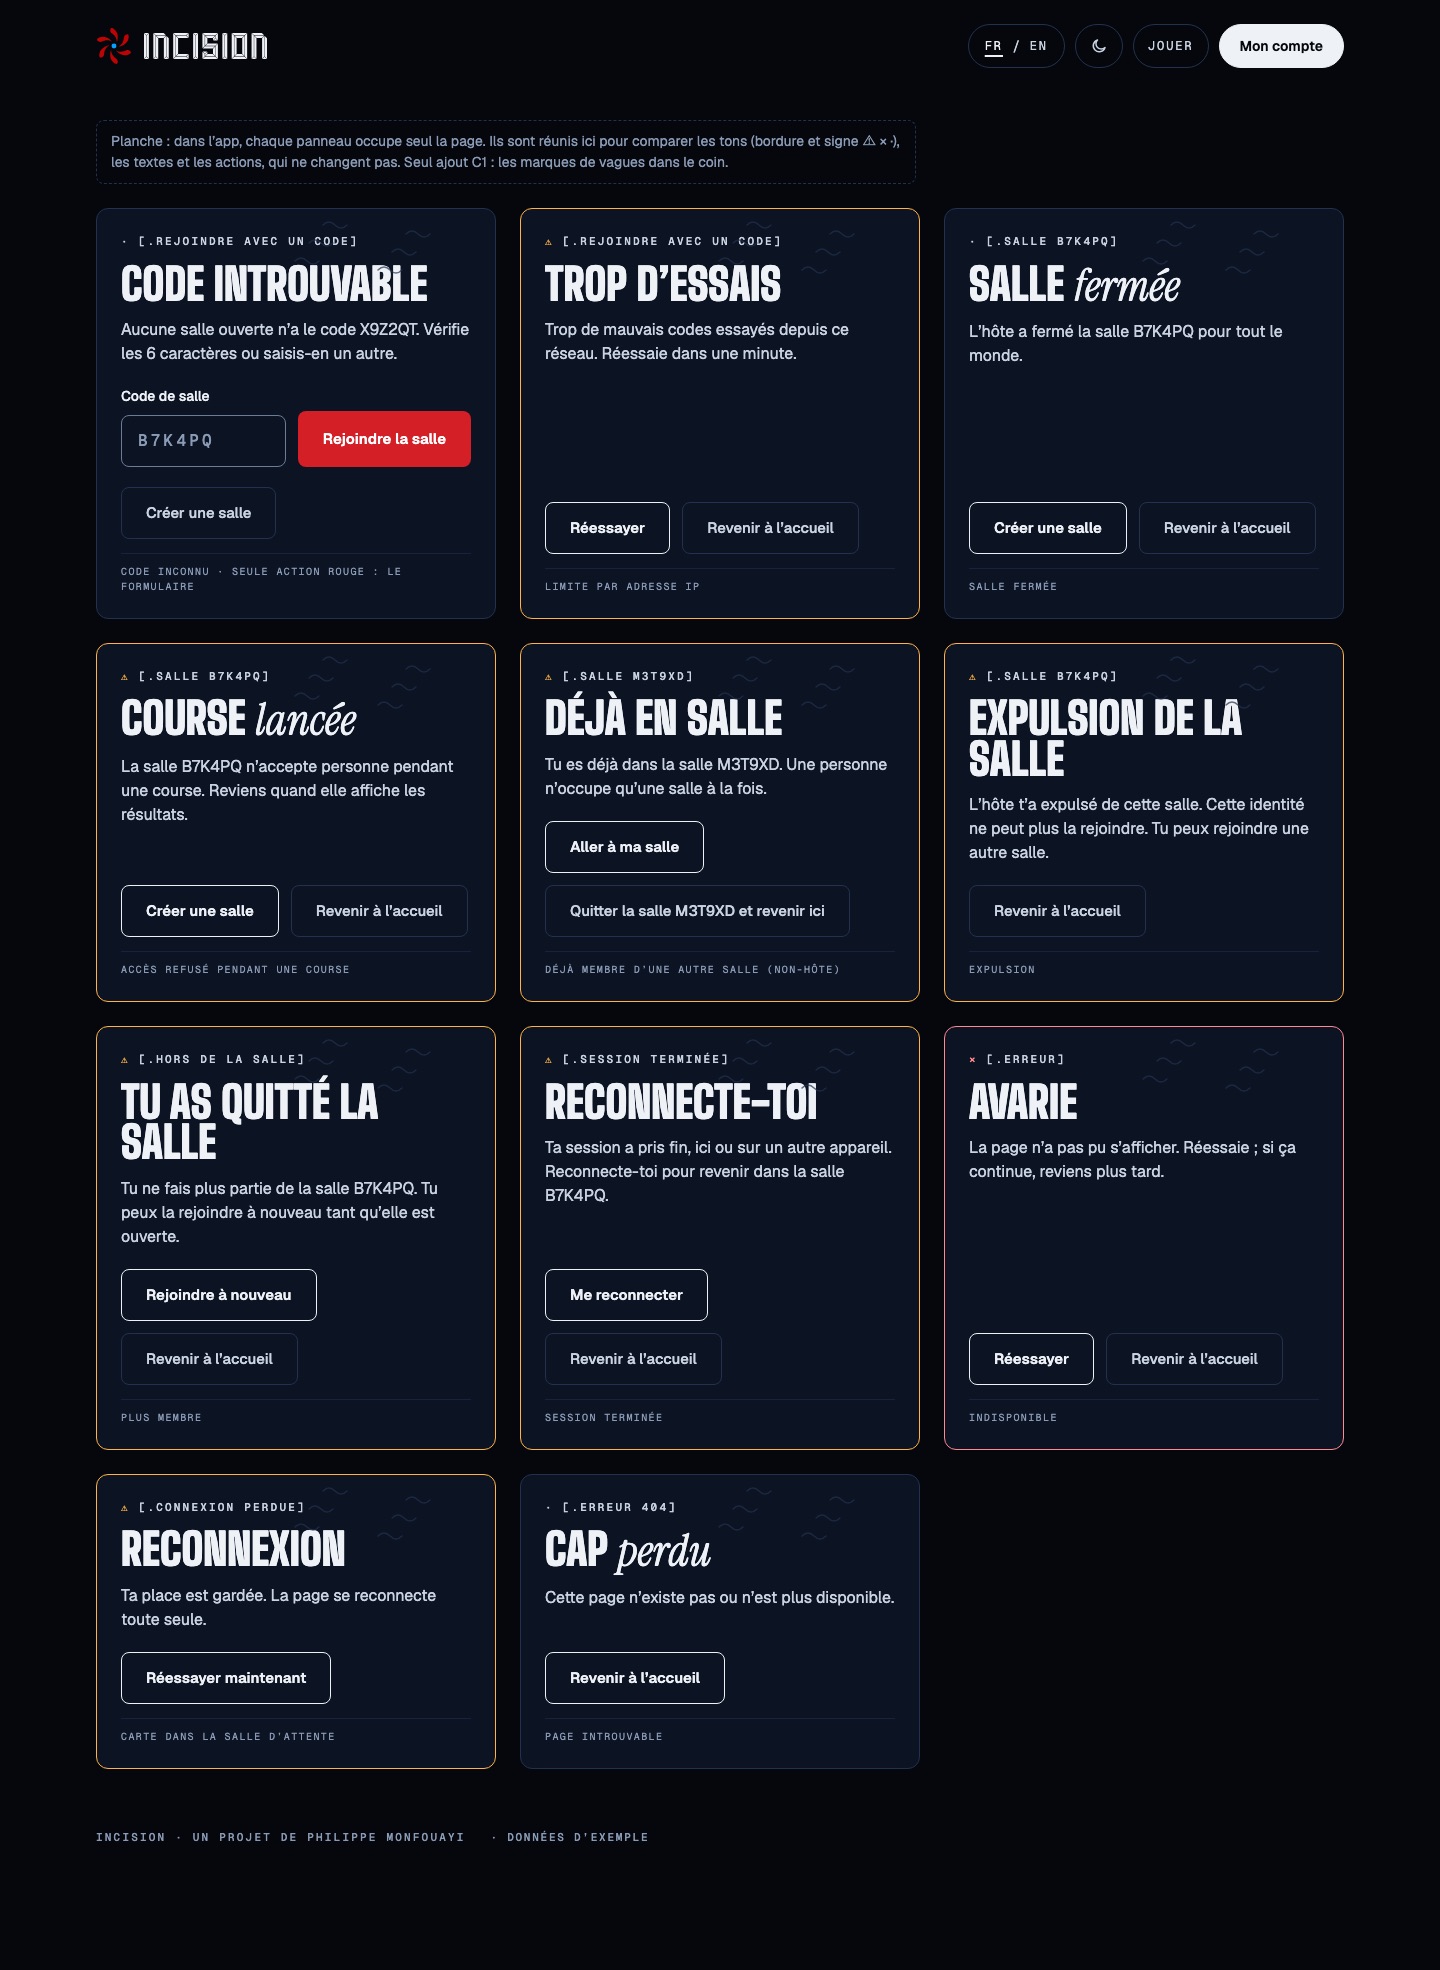 INCISION
FR / EN
JOUER
Mon compte
Planche : dans l’app, chaque panneau occupe seul la page. Ils sont réunis ici pour comparer les tons (bordure et signe ⚠ × ·),
les textes et les actions, qui ne changent pas. Seul ajout C1 : les marques de vagues dans le coin.
· [.REJOINDRE AVEC UN CODE]
CODE INTROUVABLE
Aucune salle ouverte n’a le code X9Z2QT. Vérifie
les 6 caractères ou saisis-en un autre.
Code de salle
B7K4PQ
Rejoindre la salle
Créer une salle
CODE INCONNU · SEULE ACTION ROUGE : LE
FORMULAIRE
⚠ [.REJOINDRE AVEC UN CODE]
TROP D’ESSAIS
Trop de mauvais codes essayés depuis ce
réseau. Réessaie dans une minute.
Réessayer
Revenir à l’accueil
LIMITE PAR ADRESSE IP
· [.SALLE B7K4PQ]
SALLE fermée
L’hôte a fermé la salle B7K4PQ pour tout le
monde.
Créer une salle
Revenir à l’accueil
SALLE FERMÉE
⚠ [.SALLE B7K4PQ]
COURSE lancée
La salle B7K4PQ n’accepte personne pendant
une course. Reviens quand elle affiche les
résultats.
Créer une salle
Revenir à l’accueil
ACCÈS REFUSÉ PENDANT UNE COURSE
⚠ [.SALLE M3T9XD]
DÉJÀ EN SALLE
Tu es déjà dans la salle M3T9XD. Une personne
n’occupe qu’une salle à la fois.
Aller à ma salle
Quitter la salle M3T9XD et revenir ici
DÉJÀ MEMBRE D’UNE AUTRE SALLE (NON-HÔTE)
⚠ [.SALLE B7K4PQ]
EXPULSION DE LA
SALLE
L’hôte t’a expulsé de cette salle. Cette identité
ne peut plus la rejoindre. Tu peux rejoindre une
autre salle.
Revenir à l’accueil
EXPULSION
⚠ [.HORS DE LA SALLE]
TU AS QUITTÉ LA
SALLE
Tu ne fais plus partie de la salle B7K4PQ. Tu
peux la rejoindre à nouveau tant qu’elle est
ouverte.
Rejoindre à nouveau
Revenir à l’accueil
PLUS MEMBRE
⚠ [.SESSION TERMINÉE]
RECONNECTE-TOI
Ta session a pris fin, ici ou sur un autre appareil.
Reconnecte-toi pour revenir dans la salle
B7K4PQ.
Me reconnecter
Revenir à l’accueil
SESSION TERMINÉE
× [.ERREUR]
AVARIE
La page n’a pas pu s’afficher. Réessaie ; si ça
continue, reviens plus tard.
Réessayer
Revenir à l’accueil
INDISPONIBLE
⚠ [.CONNEXION PERDUE]
RECONNEXION
Ta place est gardée. La page se reconnecte
toute seule.
Réessayer maintenant
CARTE DANS LA SALLE D’ATTENTE
· [.ERREUR 404]
CAP perdu
Cette page n’existe pas ou n’est plus disponible.
Revenir à l’accueil
PAGE INTROUVABLE
INCISION · UN PROJET DE PHILIPPE MONFOUAYI · DONNÉES D’EXEMPLE